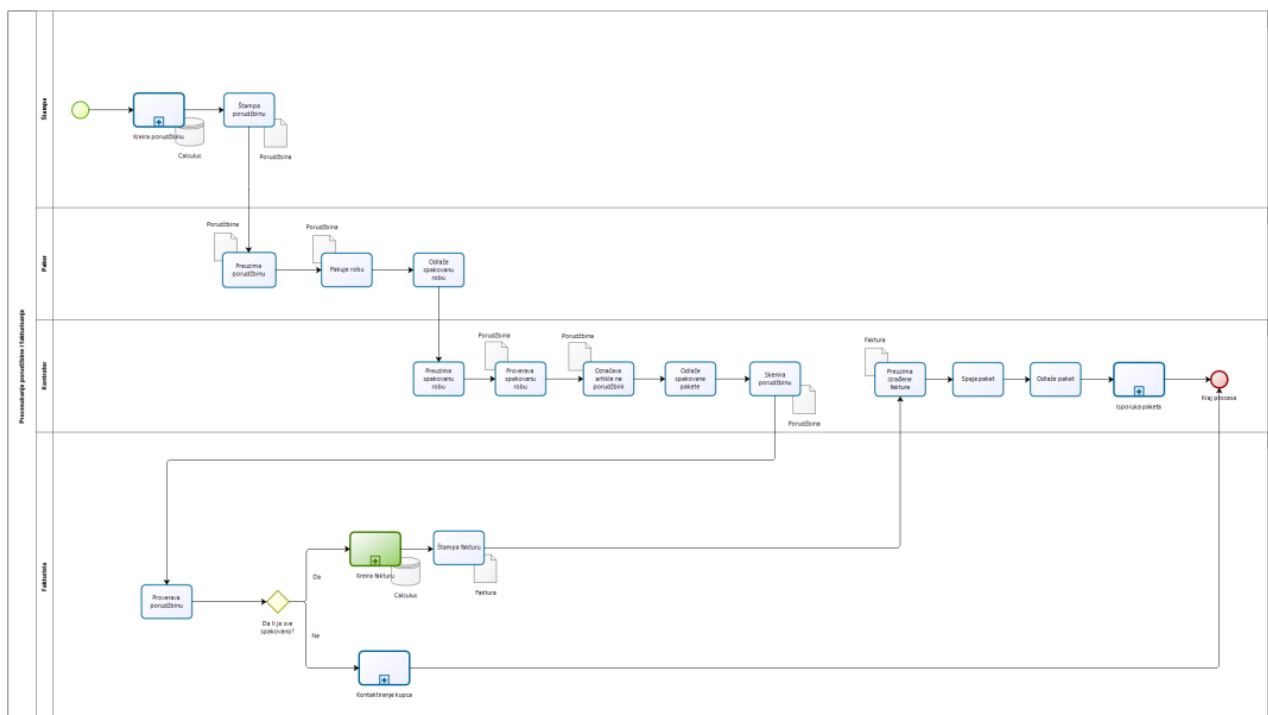 Procesuiranje porudžbine i fakturisanje
Štampa
Kreira porudžbinu
Calculus
Štampa
porudžbinu
Porudžbina
Paker
Porudžbina
Preuzima
porudžbinu
Porudžbina
Pakuje robu
Odlaže
spakovanu
robu
Kontrolor
Preuzima
spakovanu
robu
Porudžbina
Proverava
spakovanu
robu
Porudžbina
Označava
artikle na
porudžbini
Odlaže
spakovane
pakete
Skenira
porudžbinu
Porudžbina
Faktura
Preuzima
izražene
fakture
Spaja paket
Odlaže paket
Isporuka paketa
Kraj procesa
Fakturista
Proverava
porudžbinu
Da li je sve
spakovano?
Da
Kreira fakturu
Calculus
Štampa fakturu
Faktura
Ne
Kontaktiranje kupca